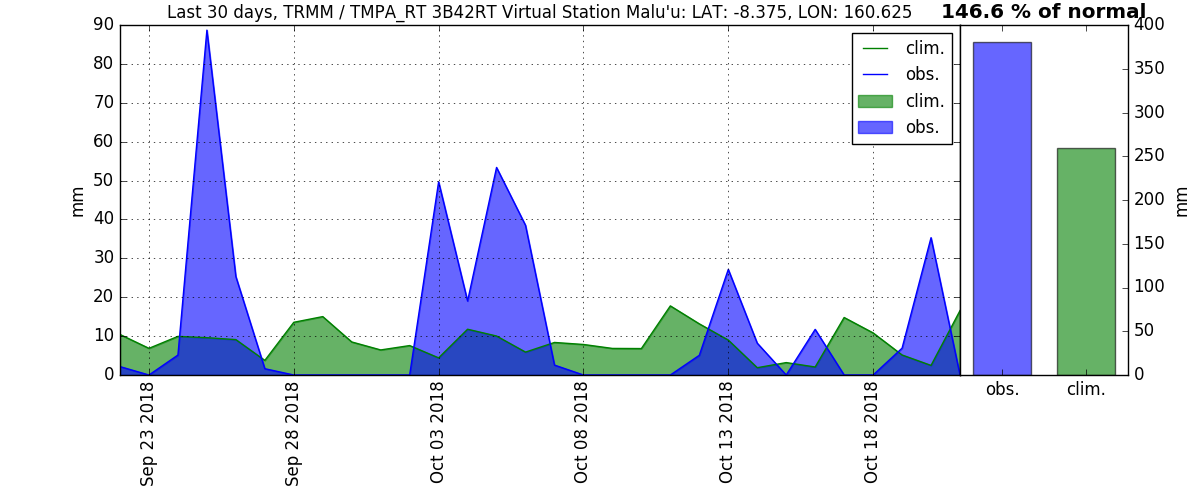 Last 30 days, TRMM / TMPA_RT 3B42RT Virtual Station Malu'u: LAT: -8.375, LON: 160.625
146.6 % of normal
90
80
70
60
50
40
30
20
10
0
mm
clim.
obs.
clim.
obs.
Sep 23 2018
Sep 28 2018
Oct 03 2018
Oct 08 2018
Oct 13 2018
Oct 18 2018
400
350
300
250
200
150
100
50
0
mm
obs.
clim.